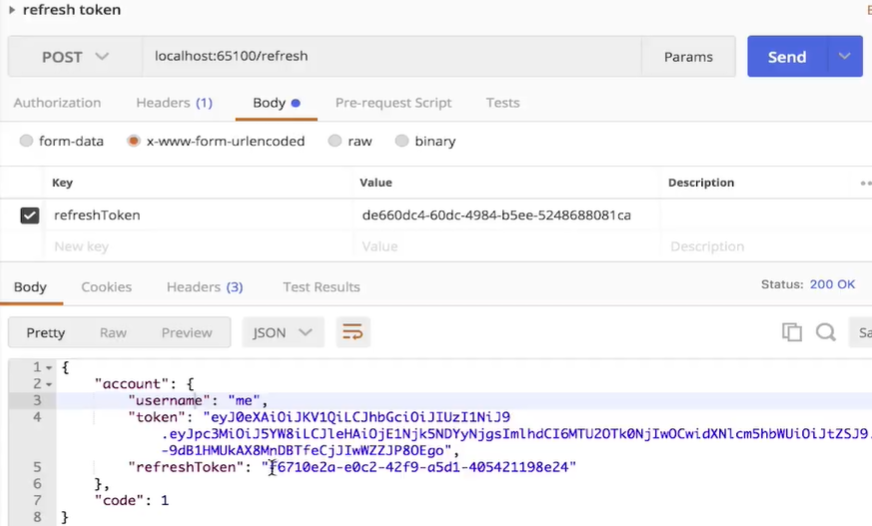 refresh token
POST localhost:65100/refresh Params Send
Authorization Headers (1) Body Pre-request Script Tests
form-data x-www-form-urlencoded raw binary
Key Value Description
refreshToken de660dc4-60dc-4984-b5ee-5248688081ca
New key Value Description
Body Cookies Headers (3) Test Results Status: 200 OK
Pretty Raw Preview JSON Sa
1 {
2 "account": {
3 "username": "me",
4 "token": "eyJ0eXAiOiJKV1QiLCJhbGciOiJIUzI1NiJ9
.eyJpc3MiOiJ5YW8iLCJleHAiOjE1Njk5NDYyNjgsImlhdCI6MTU2OTk0NjIwOCwidXNlcm5hbWUiOiJtZSJ9.
-9dB1HMUkAX8MnDBTfeCjJIwWZZJP8OEgo",
5 "refreshToken": "f6710e2a-e0c2-42f9-a5d1-405421198e24"
6 },
7 "code": 1
8 }